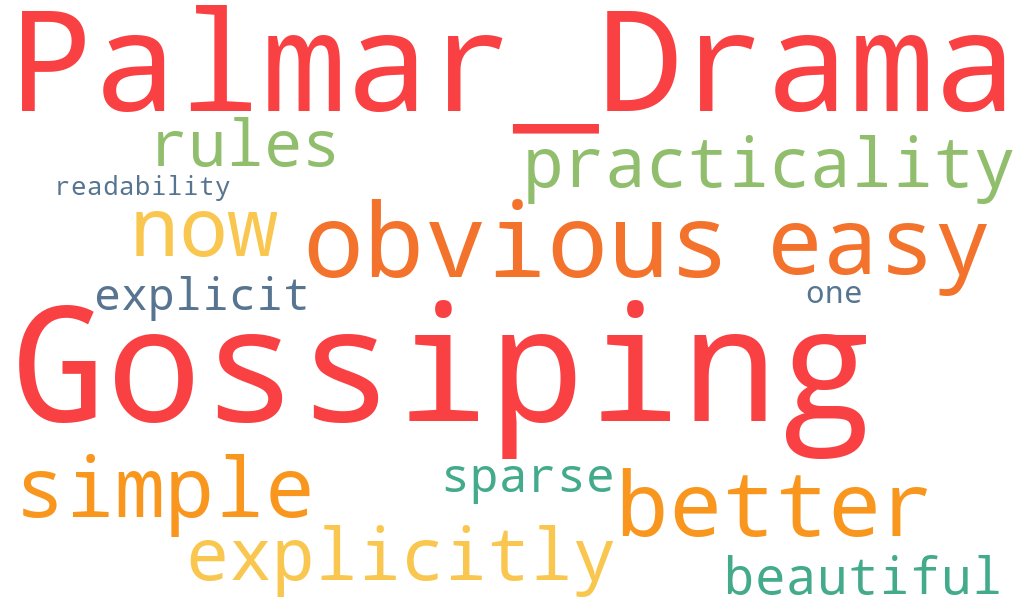 Palmar_Drama
rules practicality
readability
now obvious easy
explicit one
Gossiping
simple sparse better
explicitly beautiful